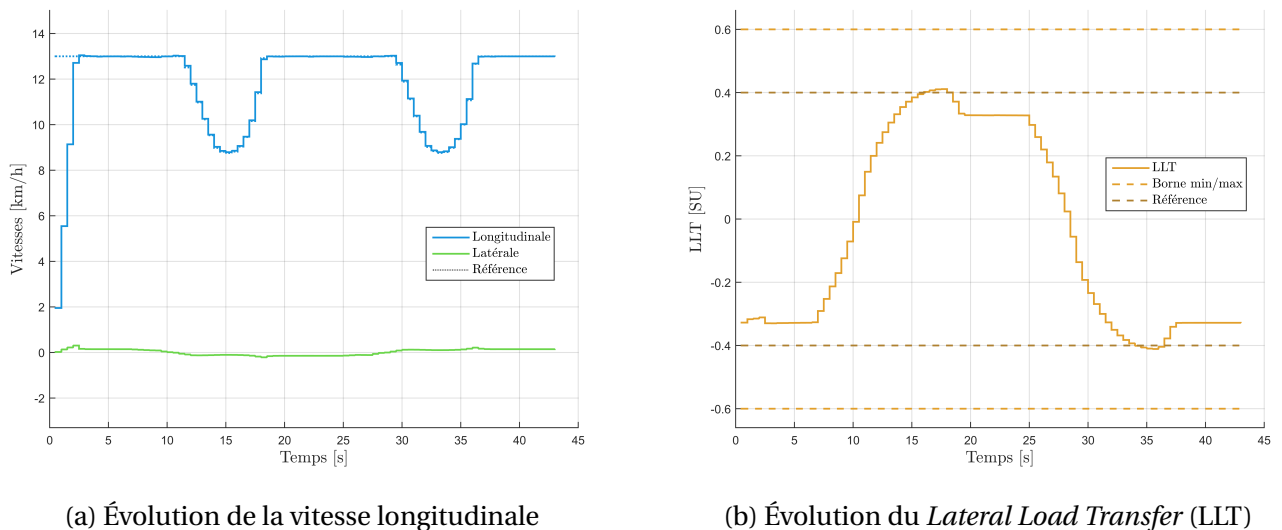 14
12
10
8
6
4
2
0
-2
Vitesses [km/h]
Longitudinale
Latérale
Référence
0 5 10 15 20 25 30 35 40 45
Temps [s]
(a) Évolution de la vitesse longitudinale
0.6
0.4
0.2
0
-0.2
-0.4
-0.6
LLT [SU]
LLT
Borne min/max
Référence
0 5 10 15 20 25 30 35 40 45
Temps [s]
(b) Évolution du Lateral Load Transfer (LLT)